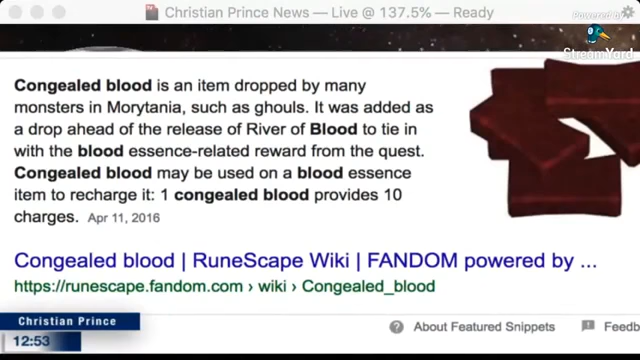 Christian Prince News — Live @ 137.5% — Ready
Powered by
StreamYard
Congealed blood is an item dropped by many
monsters in Morytania, such as ghouls. It was added as
a drop ahead of the release of River of Blood to tie in
with the blood essence-related reward from the quest.
Congealed blood may be used on a blood essence
item to recharge it: 1 congealed blood provides 10
charges. Apr 11, 2016
Congealed blood | RuneScape Wiki | FANDOM powered by ...
https://runescape.fandom.com › wiki › Congealed_blood
Christian Prince
12:53
About Featured Snippets Feedb